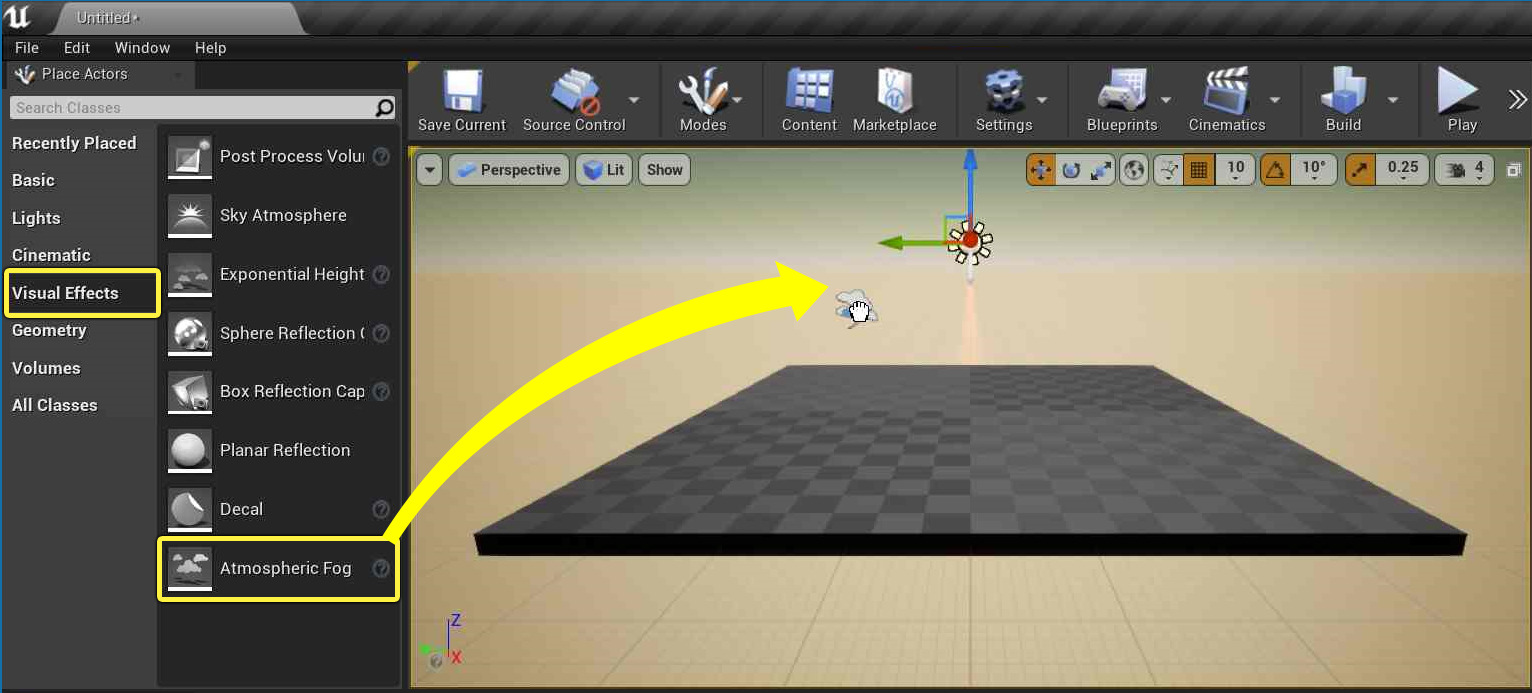 Untitled•
File Edit Window Help
Place Actors
Search Classes
Recently Placed
Basic
Lights
Cinematic
Visual Effects
Geometry
Volumes
All Classes
Post Process Volu
Sky Atmosphere
Exponential Height
Sphere Reflection C
Box Reflection Cap
Planar Reflection
Decal
Atmospheric Fog
Save Current Source Control Modes Content Marketplace Settings Blueprints Cinematics Build Play
Perspective Lit Show 10 10° 0.25 4
Z
X